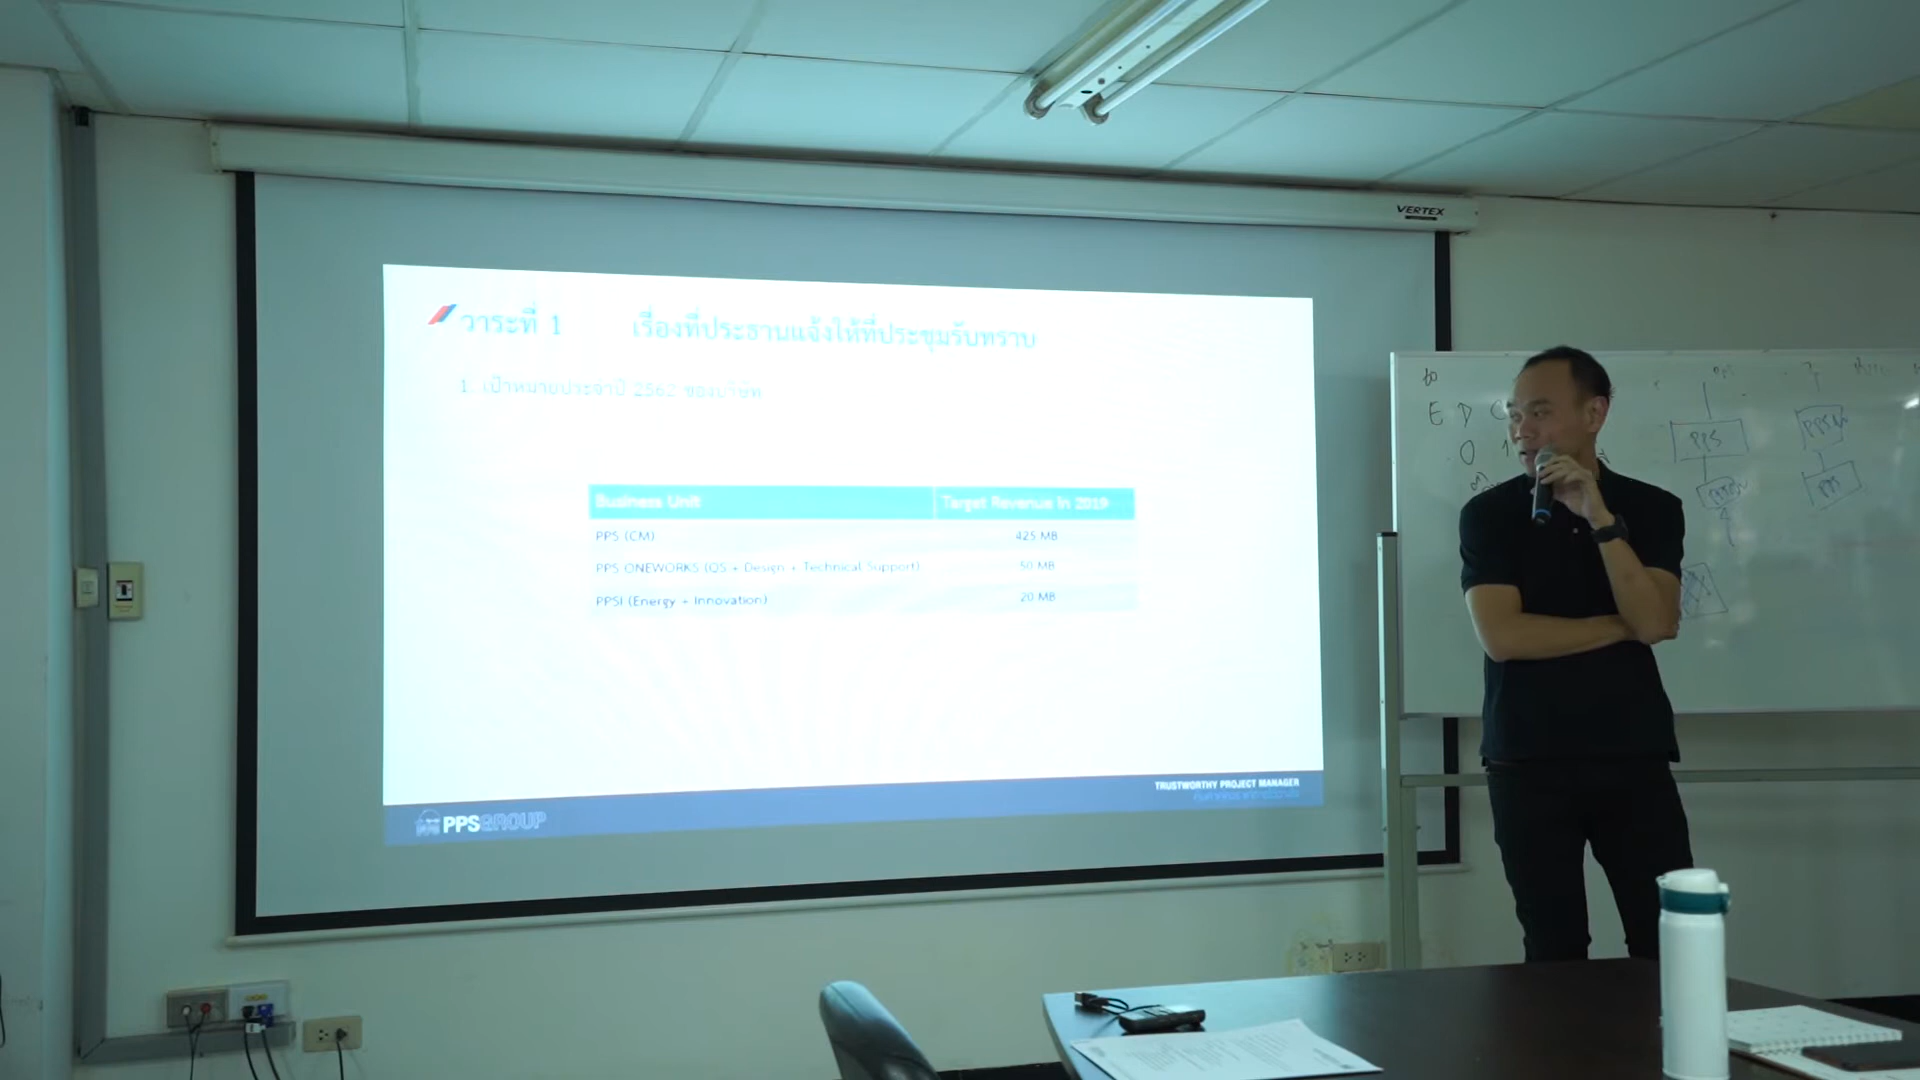 VERTEX
วาระที่ 1 เรื่องที่ประธานแจ้งให้ที่ประชุมรับทราบ
1. เป้าหมายประจำปี 2562 ของบริษัท
Business Unit Target Revenue in 2019
PPS (CM) 425 MB
PPS ONEWORKS (QS + Design + Technical Support) 50 MB
PPSI (Energy + Innovation) 20 MB
TRUSTWORTHY PROJECT MANAGER
PPSGROUP
E D C
PPS
PPS